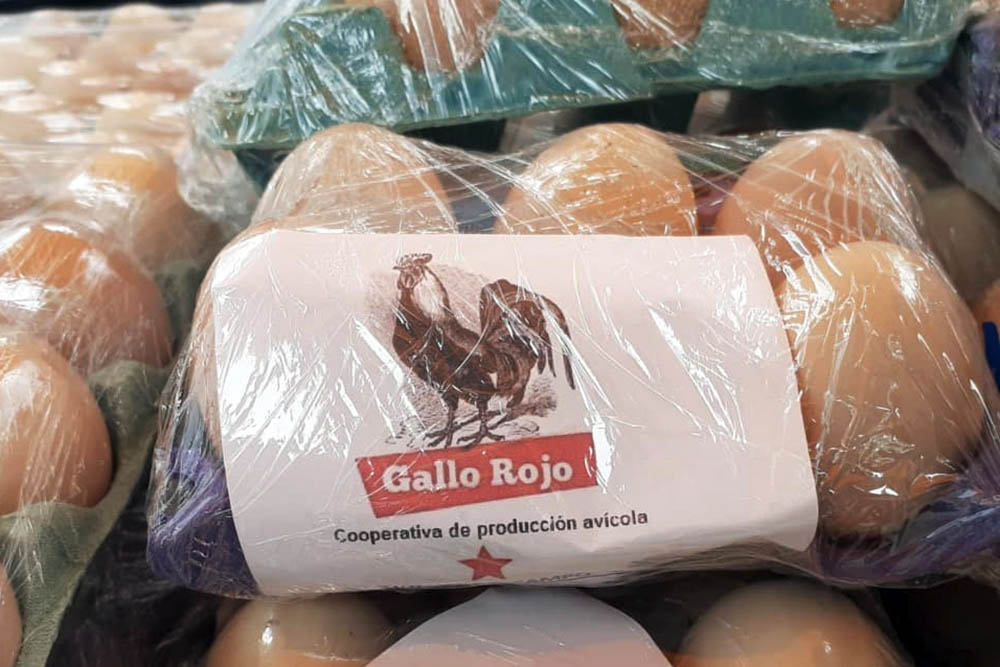 Gallo Rojo
Cooperativa de producción avícola